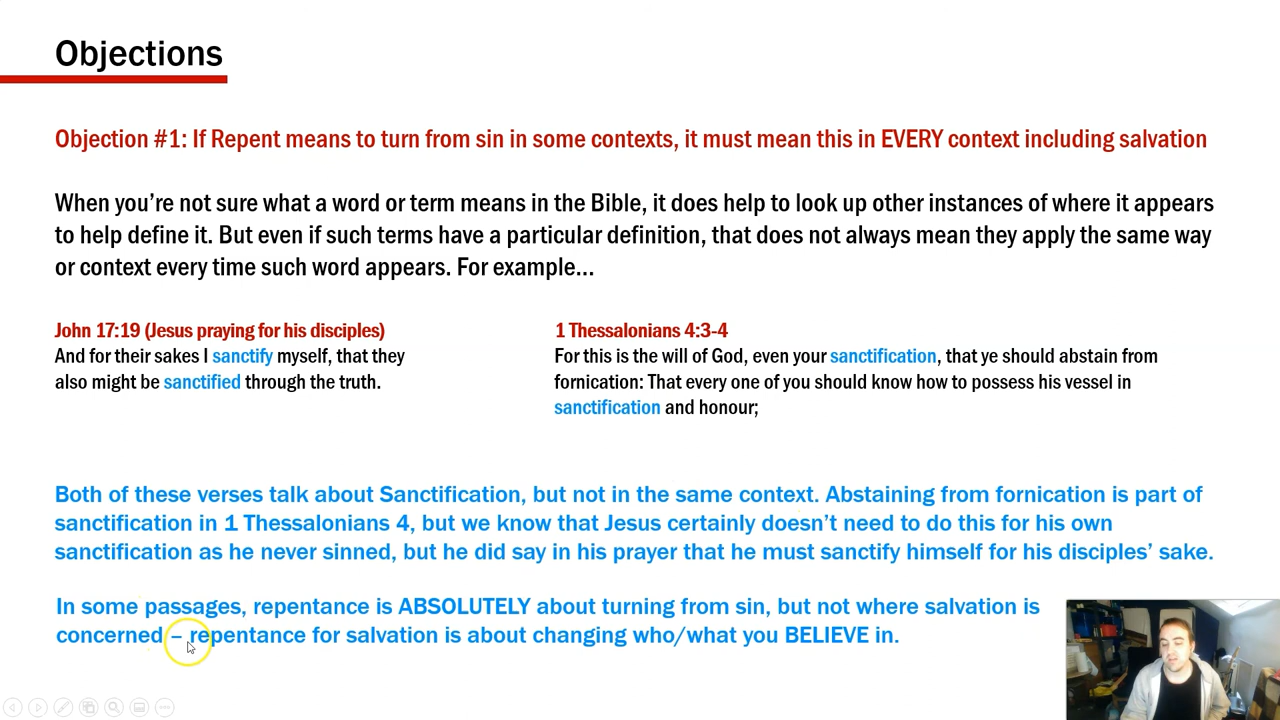 Objections
Objection #1: If Repent means to turn from sin in some contexts, it must mean this in EVERY context including salvation
When you’re not sure what a word or term means in the Bible, it does help to look up other instances of where it appears
to help define it. But even if such terms have a particular definition, that does not always mean they apply the same way
or context every time such word appears. For example…
John 17:19 (Jesus praying for his disciples)
And for their sakes I sanctify myself, that they
also might be sanctified through the truth.
1 Thessalonians 4:3-4
For this is the will of God, even your sanctification, that ye should abstain from
fornication: That every one of you should know how to possess his vessel in
sanctification and honour;
Both of these verses talk about Sanctification, but not in the same context. Abstaining from fornication is part of
sanctification in 1 Thessalonians 4, but we know that Jesus certainly doesn’t need to do this for his own
sanctification as he never sinned, but he did say in his prayer that he must sanctify himself for his disciples’ sake.
In some passages, repentance is ABSOLUTELY about turning from sin, but not where salvation is
concerned – repentance for salvation is about changing who/what you BELIEVE in.